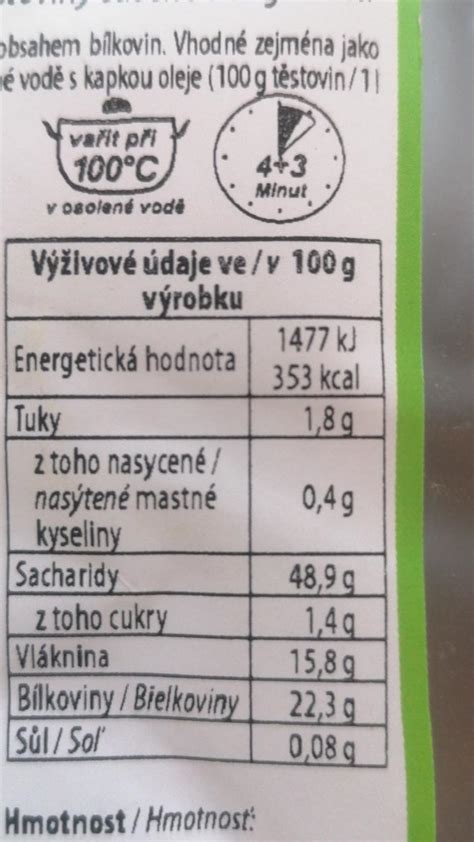 obsahem bílkovin. Vhodné zejména jako
vodě s kapkou oleje (100 g těstovin/1 l
vařit při
100°C
v osolené vodě
4+3
Minut
Výživové údaje ve/v 100 g
výrobku
Energetická hodnota 1477 kJ
353 kcal
Tuky 1,8 g
z toho nasycené/
nasýtené mastné 0,4 g
kyseliny
Sacharidy 48,9 g
z toho cukry 1,4 g
Vláknina 15,8 g
Bílkoviny / Bielkoviny 22,3 g
Sůl / Soľ 0,08 g
Hmotnost / Hmotnosť: